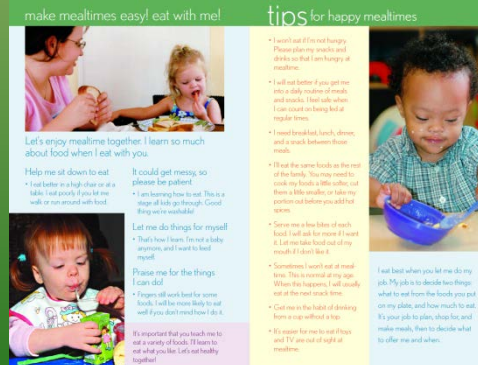 make mealtimes easy! eat with me!
Let's enjoy mealtime together. I learn so much
about food when I eat with you.
Help me sit down to eat
• I eat better in a high chair or at a
table. I eat poorly if you let me
walk or run around with food.
It could get messy, so
please be patient
• I am learning how to eat. This is a
stage all kids go through. Good
thing we're washable!
Let me do things for myself
• That's how I learn. I'm not a baby
anymore, and I want to feed
myself.
Praise me for the things
I can do!
• Fingers still work best for some
foods. I will be more likely to eat
well if you don't mind how I do it.
It's important that you teach me to
eat a variety of foods. I'll learn to
eat what you like. Let's eat healthy
together!
tips for happy mealtimes
• I won't eat if I'm not hungry.
Please plan my snacks and
drinks so that I am hungry at
mealtime.
• I will eat better if you get me
into a daily routine of meals
and snacks. I feel safe when
I can count on being fed at
regular times.
• I need breakfast, lunch, dinner,
and a snack between those
meals.
• I'll eat the same foods as the rest
of the family. You may need to
cook my foods a little softer, cut
them a little smaller, or take my
portion out before you add hot
spices.
• Serve me a few bites of each
food. I will ask for more if I want
it. Let me take food out of my
mouth if I don't like it.
• Sometimes I won't eat at meal
time. This is normal at my age.
When this happens, I will usually
eat at the next snack time.
• Get me in the habit of drinking
from a cup without a top.
• It's easier for me to eat if toys
and TV are out of sight at
mealtime.
I eat best when you let me do my
job. My job is to decide two things:
what to eat from the foods you put
on my plate, and how much to eat.
It's your job to plan, shop for, and
make meals, then to decide what
to offer me and when.